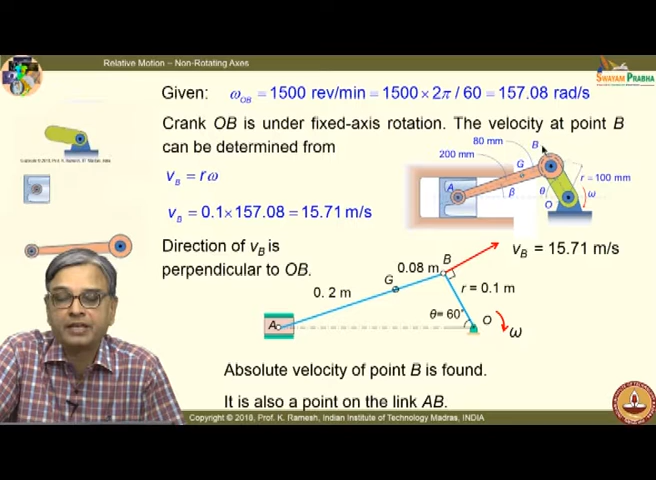 Relative Motion – Non-Rotating Axes
SWAYAM PRABHA
Given: ω_OB = 1500 rev/min = 1500 × 2π / 60 = 157.08 rad/s
Crank OB is under fixed-axis rotation. The velocity at point B
can be determined from
v_B = rω
v_B = 0.1×157.08 = 15.71 m/s
Direction of v_B is
perpendicular to OB.
80 mm
B
200 mm
G
r = 100 mm
A
β
θ
ω
O
v_B = 15.71 m/s
B
0.08 m
G
0. 2 m
r = 0.1 m
θ= 60°
O
A
ω
Absolute velocity of point B is found.
It is also a point on the link AB.
Copyright © 2018, Prof. K. Ramesh, Indian Institute of Technology Madras, INDIA